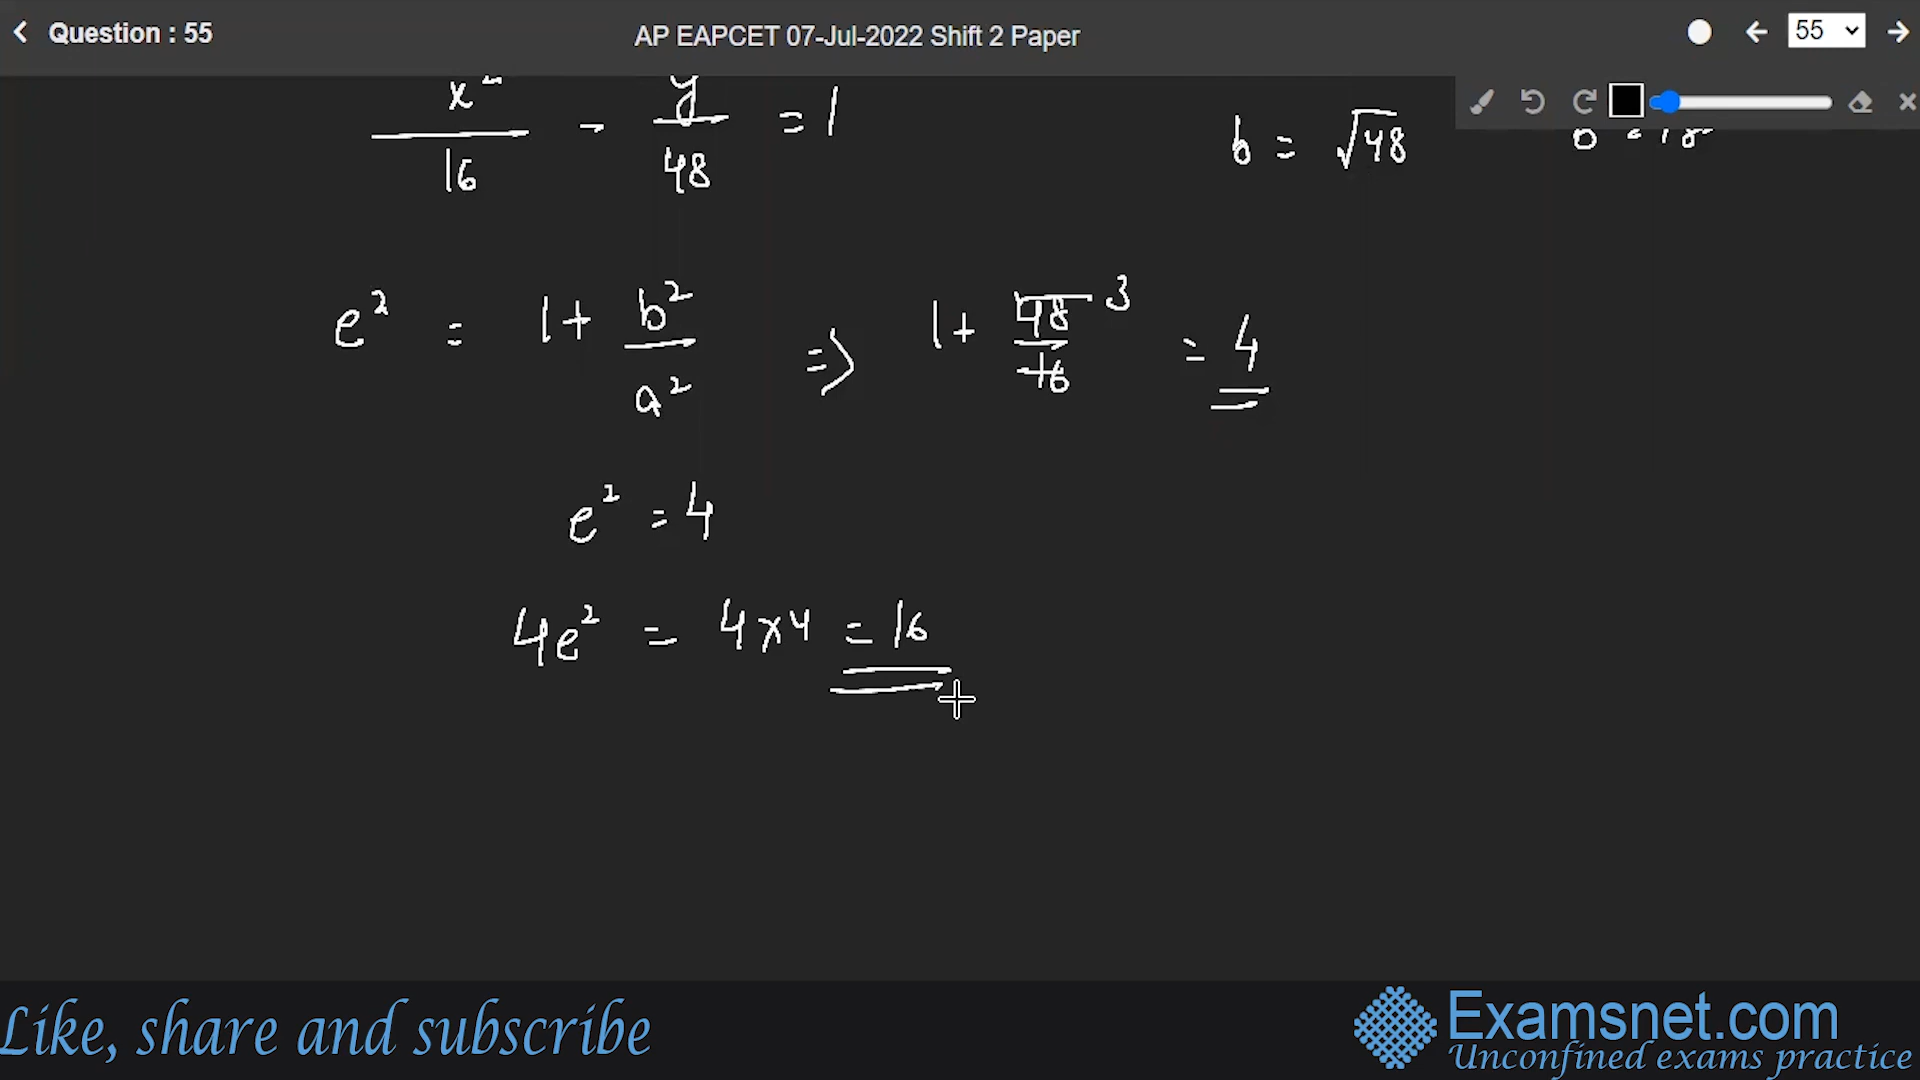 Question : 55
AP EAPCET 07-Jul-2022 Shift 2 Paper
55
x² / 16 - y / 48 = 1
b = √48
e² = 1 + b² / a² => 1 + 48 / 16 3 = 4
e² = 4
4e² = 4 x 4 = 16
Like, share and subscribe
Examsnet.com
Unconfined exams practice